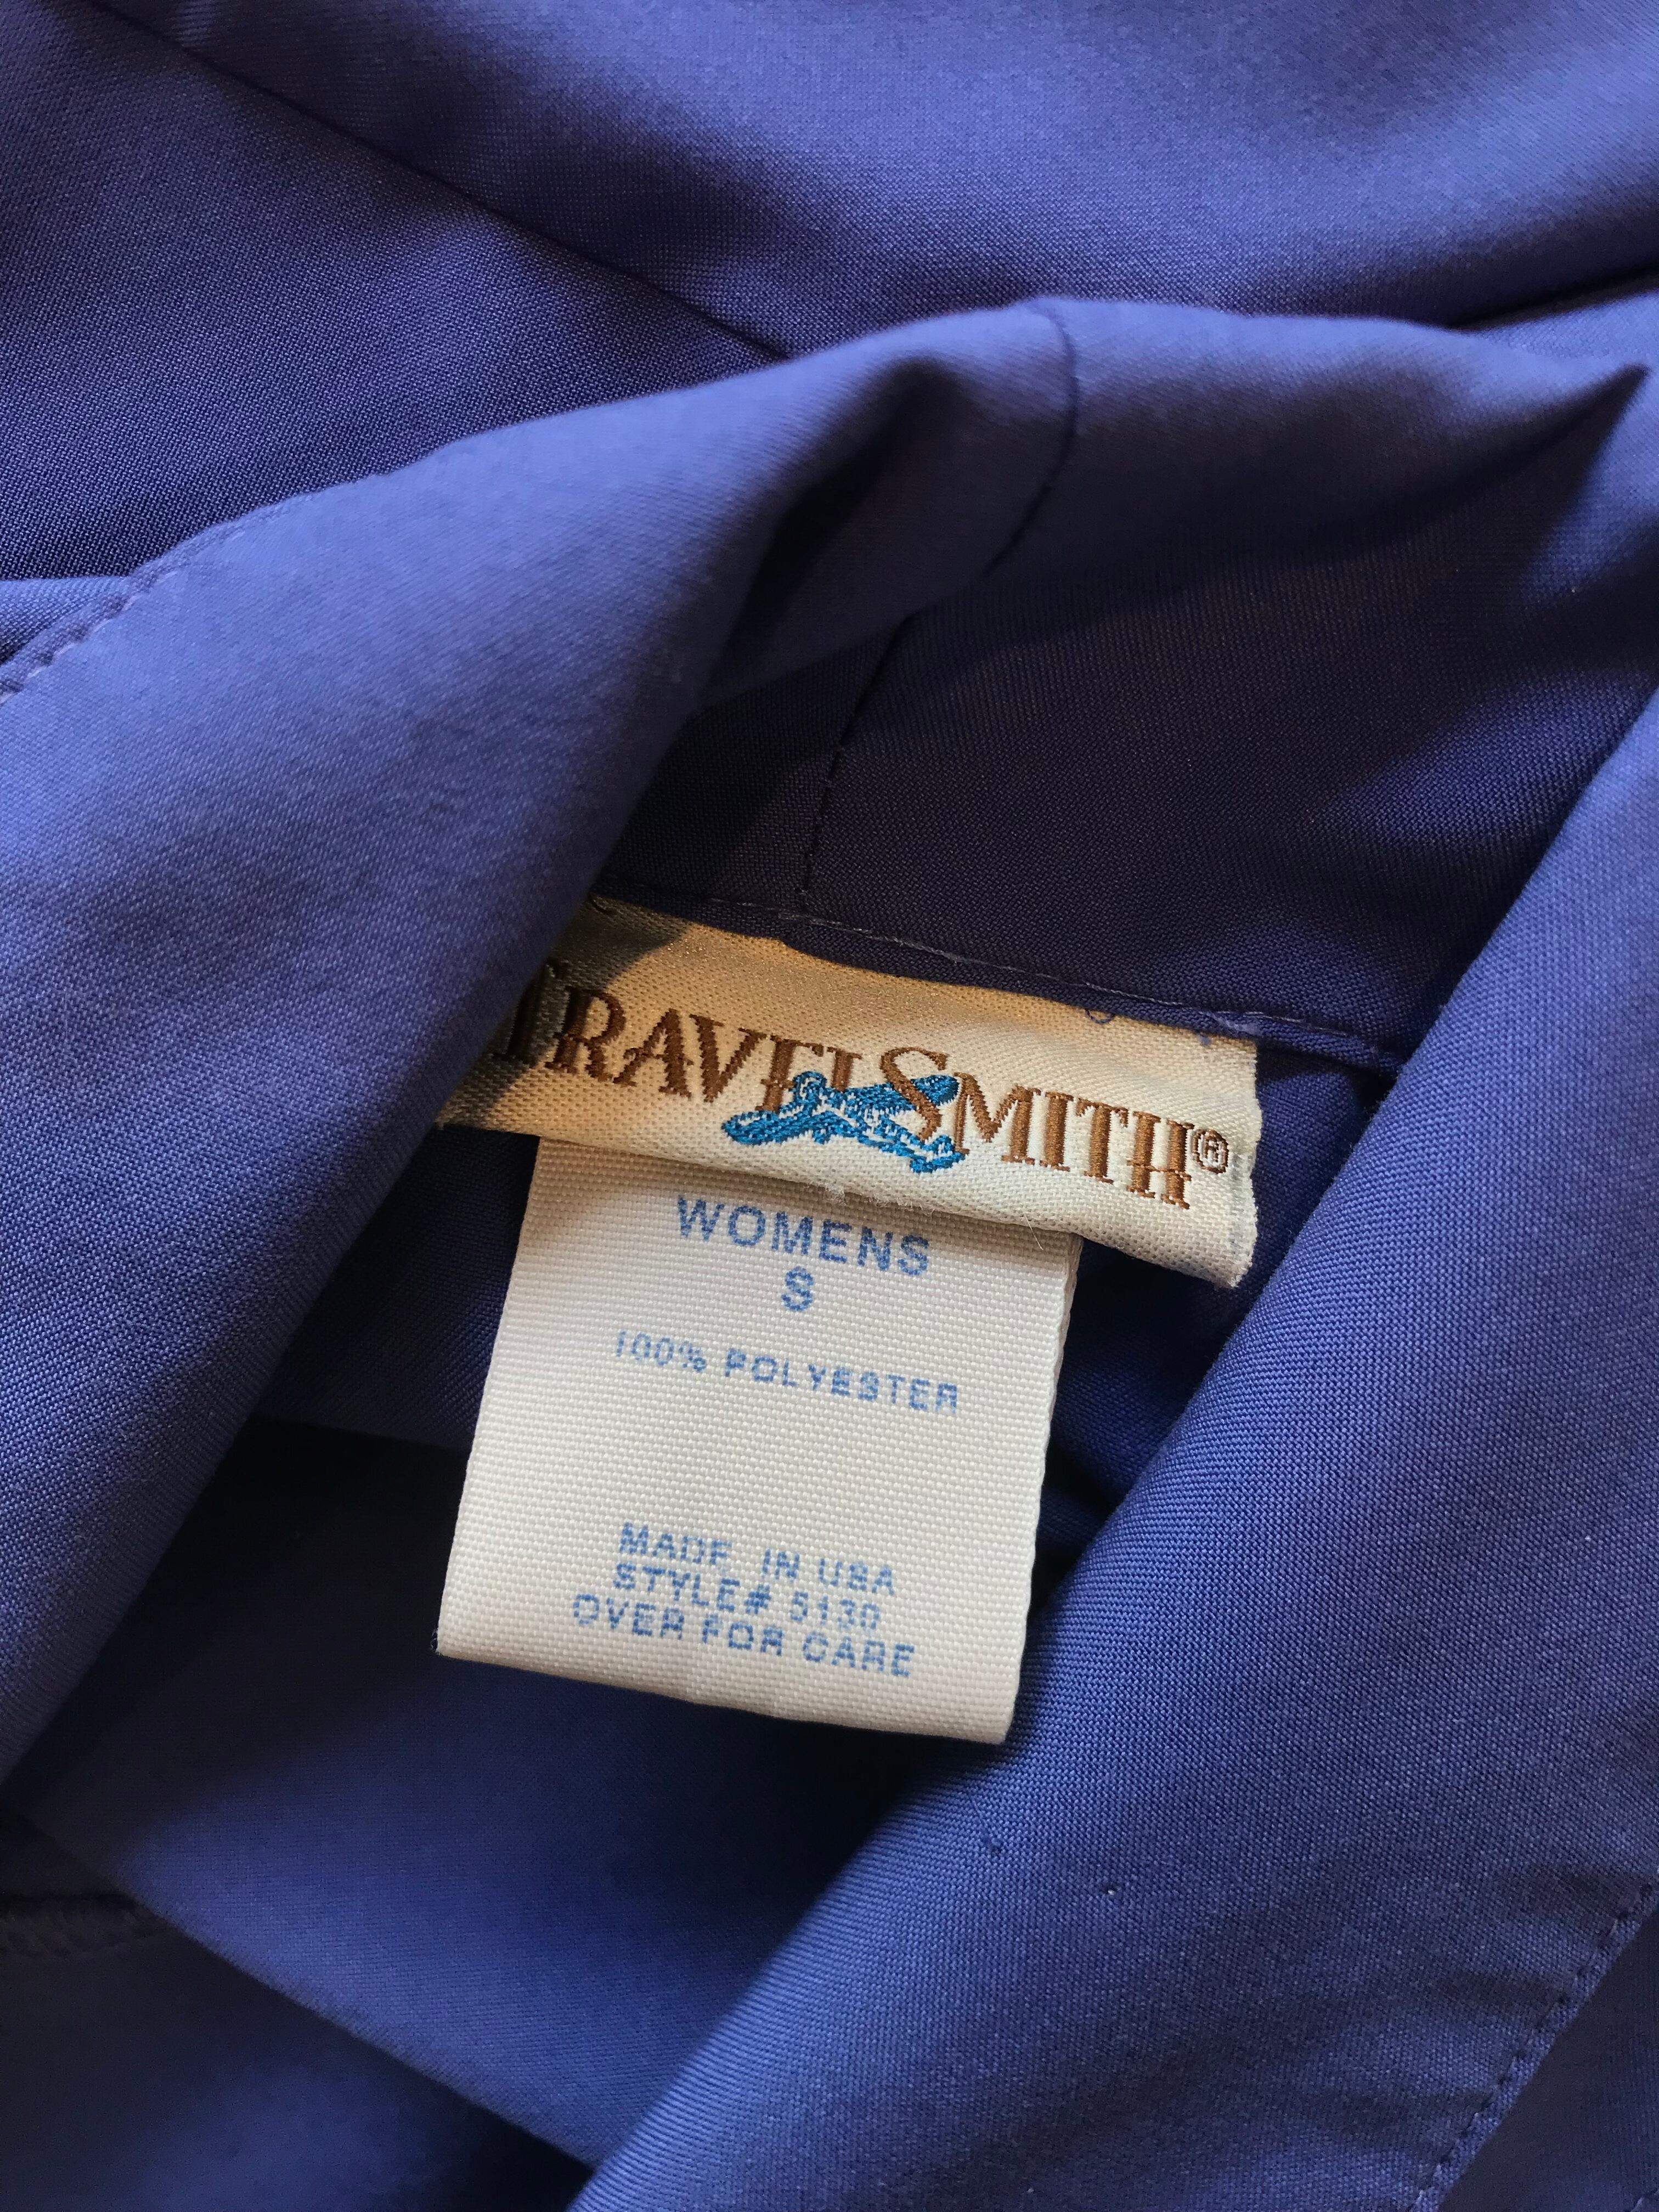 TRAVELSMITH®
WOMENS
S
100% POLYESTER
MADE IN USA
STYLE# 5130
OVER FOR CARE